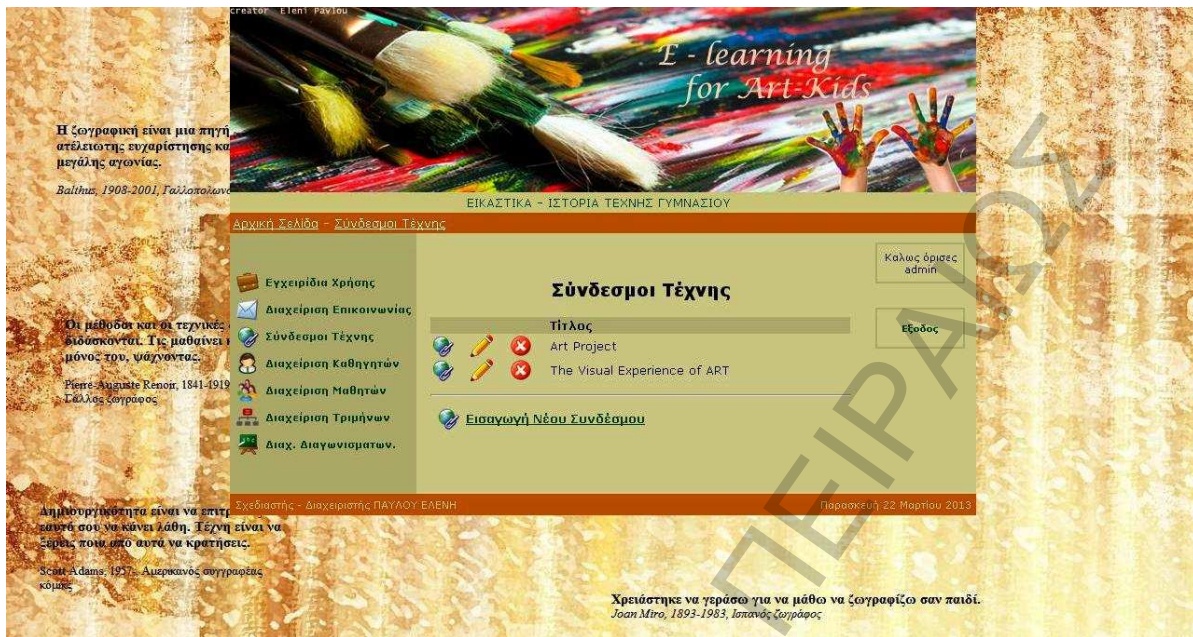 creator Eleni Pavlou
E - learning
for Art-Kids
Η ζωγραφική είναι μια πηγή
ατέλειωτης ευχαρίστησης κα
μεγάλης αγωνίας.
Balthus, 1908-2001, Γαλλοπολων
ΕΙΚΑΣΤΙΚΑ - ΙΣΤΟΡΙΑ ΤΕΧΝΗΣ ΓΥΜΝΑΣΙΟΥ
Αρχική Σελίδα - Σύνδεσμοι Τέχνης
Καλως όρισες
admin
Εξοδος
Εγχειρίδια Χρήσης
Διαχείριση Επικοινωνίας
Σύνδεσμοι Τέχνης
Διαχείριση Καθηγητών
Διαχείριση Μαθητών
Διαχείριση Τριμήνων
Διαχ. Διαγωνισματων.
Σύνδεσμοι Τέχνης
Τίτλος
Art Project
The Visual Experience of ART
Εισαγωγή Νέου Συνδέσμου
Οι μέθοδοι και οι τεχνικές
διδάσκονται. Τις μαθαίνει
μόνος του, ψάχνοντας.
Pierre-Auguste Renoir, 1841-1919
Γάλλος ζωγράφος
Σχεδιαστής - Διαχειριστής ΠΑΥΛΟΥ ΕΛΕΝΗ
Παρασκευή 22 Μαρτίου 2013
Δημιουργικότητα είναι να επιτρ
εαυτό σου να κάνει λάθη. Τέχνη είναι να
ξέρεις ποια από αυτά να κρατήσεις.
Scott Adams, 1957-, Αμερικανός συγγραφέας
κόμικς
Χρειάστηκε να γεράσω για να μάθω να ζωγραφίζω σαν παιδί.
Joan Miro, 1893-1983, Ισπανός ζωγράφος
ΠΕΙΡΑΙΩΣ